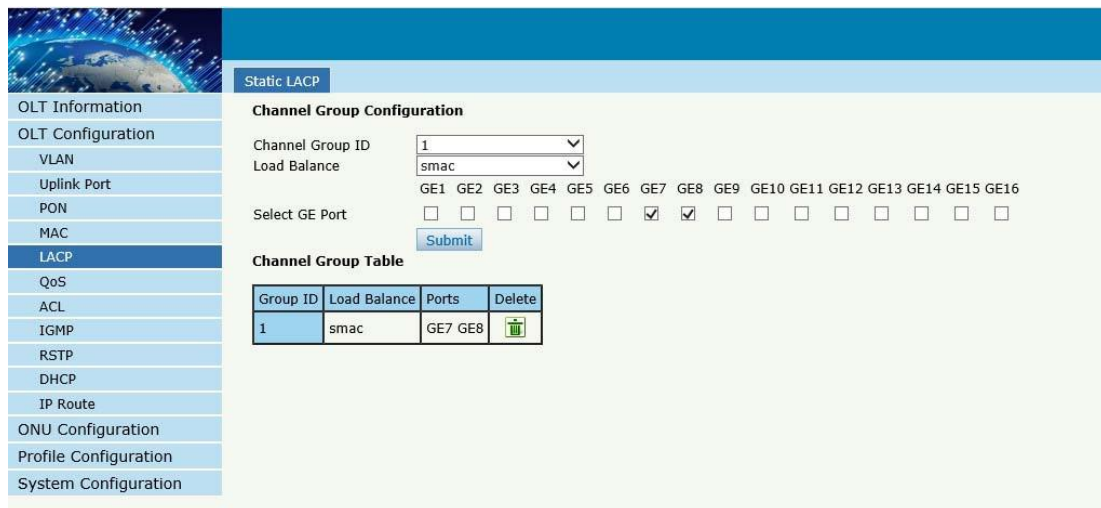 Static LACP
OLT Information
OLT Configuration
VLAN
Uplink Port
PON
MAC
LACP
QoS
ACL
IGMP
RSTP
DHCP
IP Route
ONU Configuration
Profile Configuration
System Configuration
Channel Group Configuration
Channel Group ID 1
Load Balance smac
GE1 GE2 GE3 GE4 GE5 GE6 GE7 GE8 GE9 GE10 GE11 GE12 GE13 GE14 GE15 GE16
Select GE Port
Submit
Channel Group Table
Group ID Load Balance Ports Delete
1 smac GE7 GE8